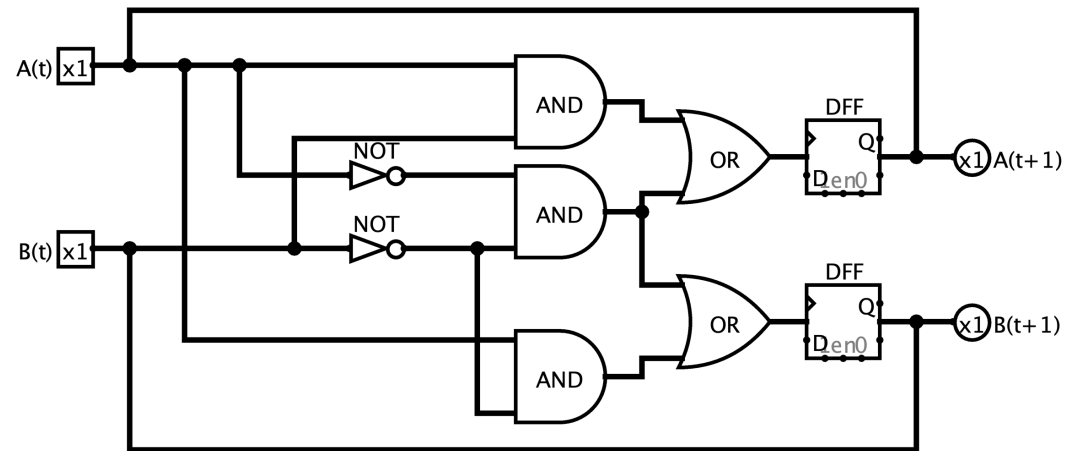 A(t) x1
AND
NOT
AND
NOT
B(t) x1
AND
OR
OR
DFF
Q
D en0
x1 A(t+1)
DFF
Q
D en0
x1 B(t+1)